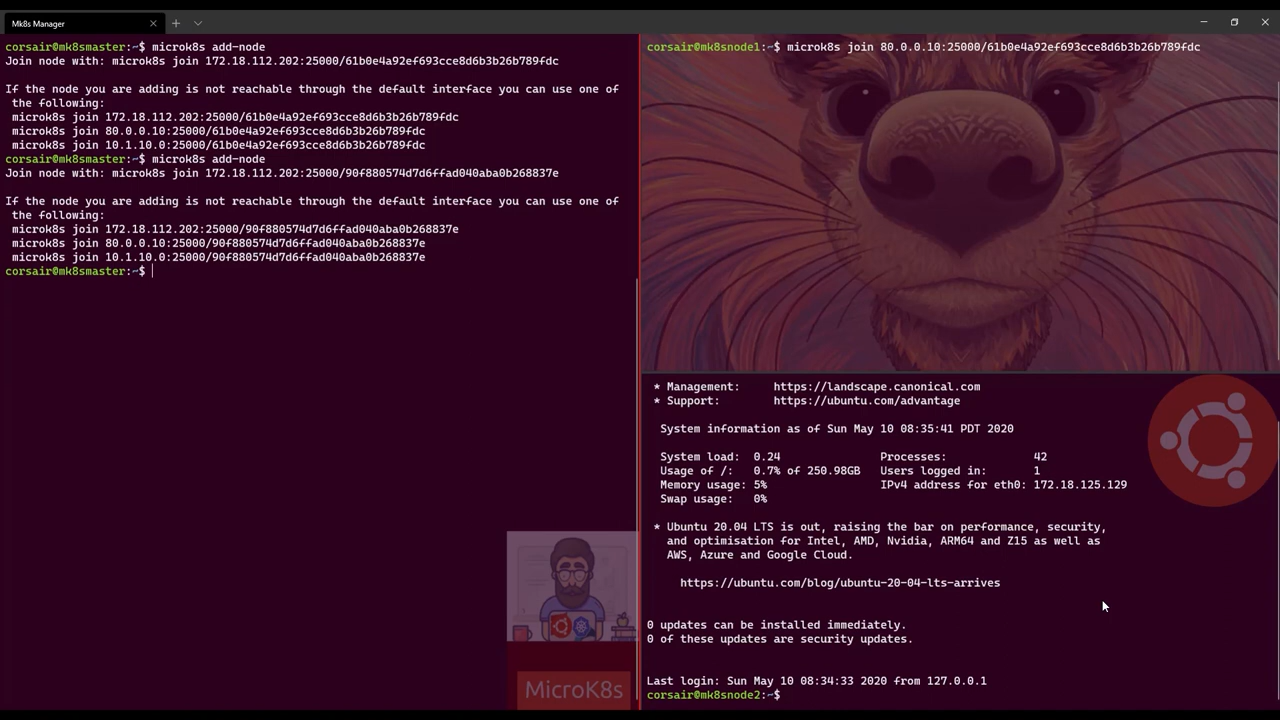 Mk8s Manager
corsair@mk8smaster:~$ microk8s add-node
Join node with: microk8s join 172.18.112.202:25000/61b0e4a92ef693cce8d6b3b26b789fdc
If the node you are adding is not reachable through the default interface you can use one of
the following:
microk8s join 172.18.112.202:25000/61b0e4a92ef693cce8d6b3b26b789fdc
microk8s join 80.0.0.10:25000/61b0e4a92ef693cce8d6b3b26b789fdc
microk8s join 10.1.10.0:25000/61b0e4a92ef693cce8d6b3b26b789fdc
corsair@mk8smaster:~$ microk8s add-node
Join node with: microk8s join 172.18.112.202:25000/90f880574d7d6ffad040aba0b268837e
If the node you are adding is not reachable through the default interface you can use one of
the following:
microk8s join 172.18.112.202:25000/90f880574d7d6ffad040aba0b268837e
microk8s join 80.0.0.10:25000/90f880574d7d6ffad040aba0b268837e
microk8s join 10.1.10.0:25000/90f880574d7d6ffad040aba0b268837e
corsair@mk8smaster:~$
MicroK8s
corsair@mk8snode1:~$ microk8s join 80.0.0.10:25000/61b0e4a92ef693cce8d6b3b26b789fdc
* Management: https://landscape.canonical.com
* Support: https://ubuntu.com/advantage
System information as of Sun May 10 08:35:41 PDT 2020
System load: 0.24 Processes: 42
Usage of /: 0.7% of 250.98GB Users logged in: 1
Memory usage: 5% IPv4 address for eth0: 172.18.125.129
Swap usage: 0%
* Ubuntu 20.04 LTS is out, raising the bar on performance, security,
and optimisation for Intel, AMD, Nvidia, ARM64 and Z15 as well as
AWS, Azure and Google Cloud.
https://ubuntu.com/blog/ubuntu-20-04-lts-arrives
0 updates can be installed immediately.
0 of these updates are security updates.
Last login: Sun May 10 08:34:33 2020 from 127.0.0.1
corsair@mk8snode2:~$